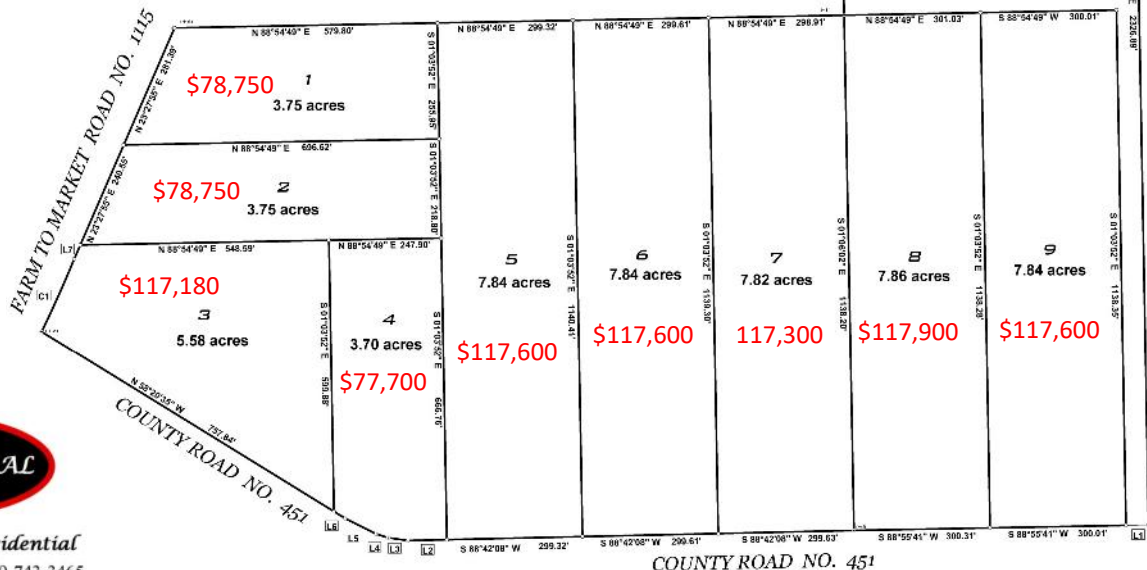 N 88°54'49" E 579.80'
N 88°54'49" E 299.32'
N 88°54'49" E 299.61'
N 88°54'49" E 298.91'
N 88°54'49" E 301.03'
S 88°54'49" W 300.01'
E 2326.89'
FARM TO MARKET ROAD NO. 1115
N 23°27'55" E 281.39'
$78,750
1
3.75 acres
S 01°03'52" E 255.95'
N 88°54'49" E 696.62'
N 23°27'55" E 240.55'
$78,750
2
3.75 acres
S 01°03'52" E 218.80'
L7
N 88°54'49" E 548.59'
N 88°54'49" E 247.90'
C1
$117,180
3
5.58 acres
S 01°03'52" E 599.88'
4
3.70 acres
$77,700
S 01°03'52" E 666.76'
5
7.84 acres
$117,600
S 01°03'52" E 1140.41'
6
7.84 acres
$117,600
S 01°03'52" E 1139.30'
7
7.82 acres
117,300
S 01°06'02" E 1138.20'
8
7.86 acres
$117,900
S 01°03'52" E 1138.28'
9
7.84 acres
$117,600
S 01°03'52" E 1138.35'
N 58°20'35" W 757.84'
COUNTY ROAD NO. 451
L6
L5
L4
L3
L2
S 88°42'08" W 299.32'
S 88°42'08" W 299.61'
S 88°42'08" W 299.63'
S 88°55'41" W 300.31'
S 88°55'41" W 300.01'
L1
COUNTY ROAD NO. 451
AL
idential
742-2465